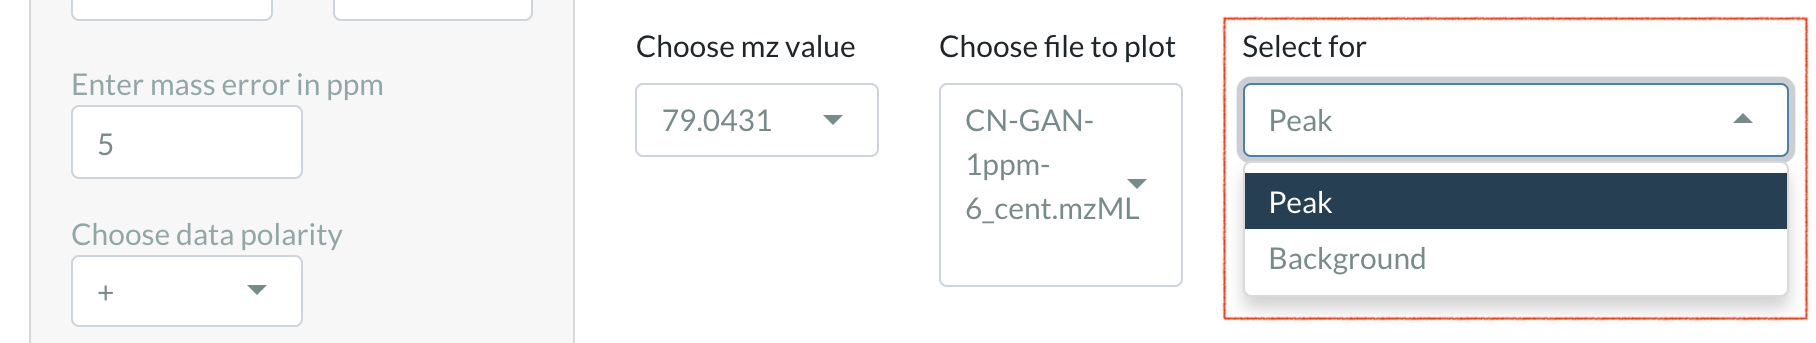 Enter mass error in ppm
5
Choose data polarity
+
Choose mz value
79.0431
Choose file to plot
CN-GAN-
1ppm-
6_cent.mzML
Select for
Peak
Peak
Background